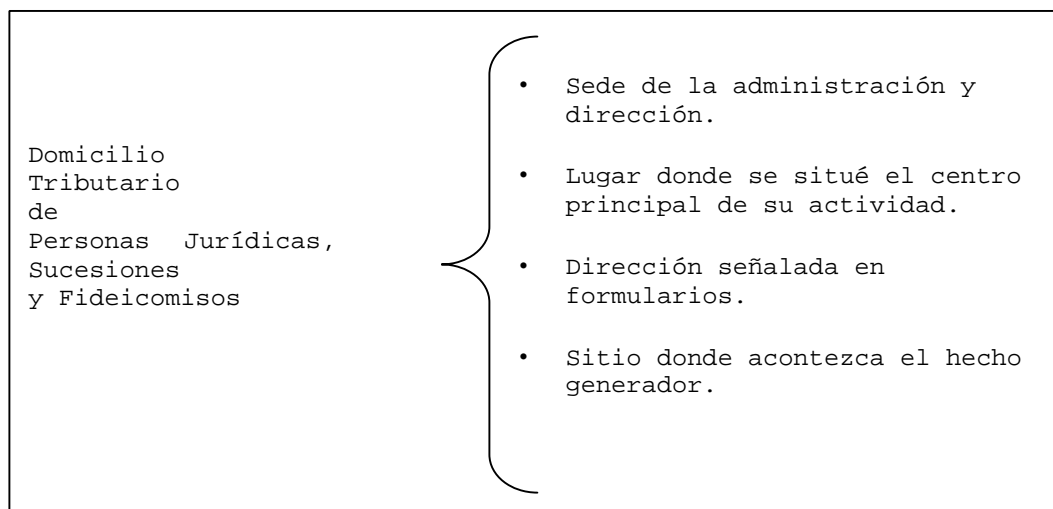 Domicilio
Tributario
de
Personas Jurídicas,
Sucesiones
y Fideicomisos
• Sede de la administración y
dirección.
• Lugar donde se situé el centro
principal de su actividad.
• Dirección señalada en
formularios.
• Sitio donde acontezca el hecho
generador.